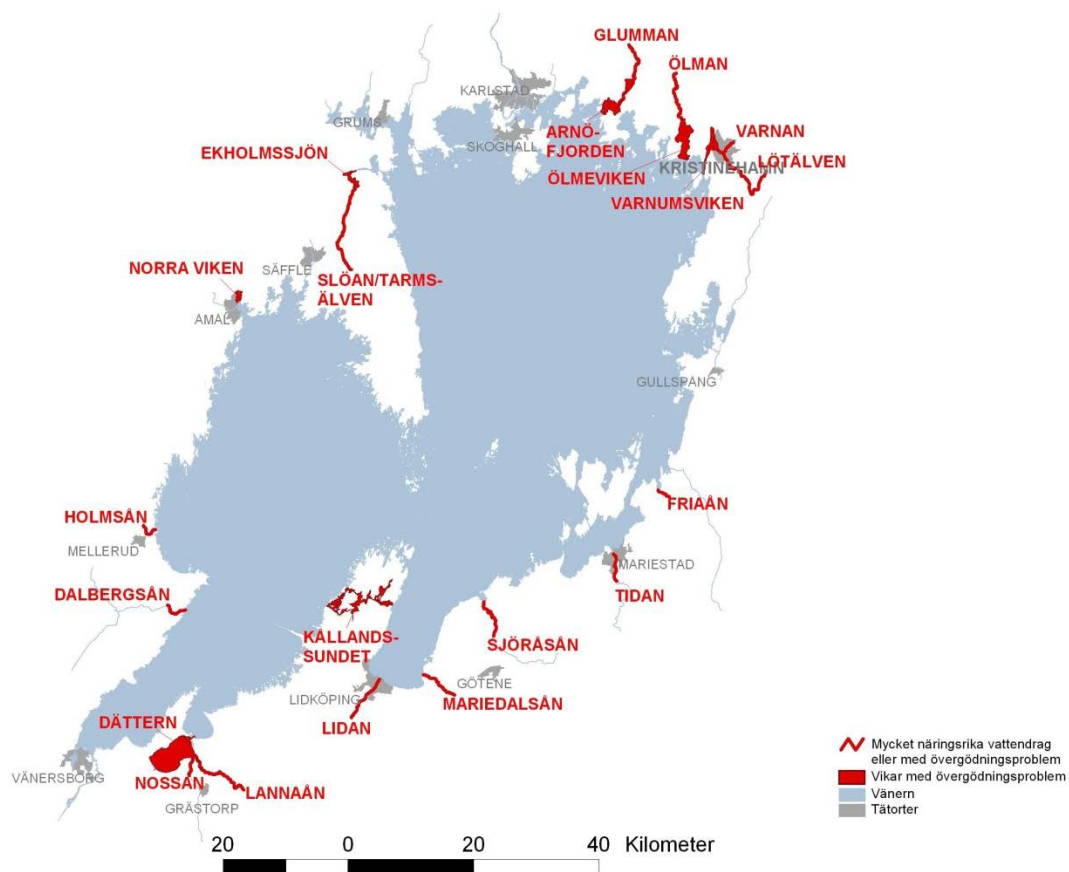 GLUMMAN
ÖLMAN
KARLSTAD
GRUMS
SKOGHALL
ARNÖ-
FJORDEN
VARNAN
EKHOLMSSJÖN
ÖLMEVIKEN
KRISTINEHAMN
LÖTÄLVEN
VARNUMSVIKEN
NORRA VIKEN
SÄFFLE
SLÖAN/TARMS-
ÄLVEN
ÅMÅL
GULLSPÅNG
FRIAÅN
HOLMSÅN
MELLERUD
MARIESTAD
DALBERGSÅN
TIDAN
KÅLLANDS-
SUNDET
SJÖRÅSÅN
GÖTENE
LIDKÖPING
MARIEDALSÅN
LIDAN
DÄTTERN
VÄNERSBORG
NOSSAN
LANNAÅN
GRÄSTORP
Mycket näringsrika vattendrag
eller med övergödningsproblem
Vikar med övergödningsproblem
Vänern
Tätorter
20 0 20 40 Kilometer